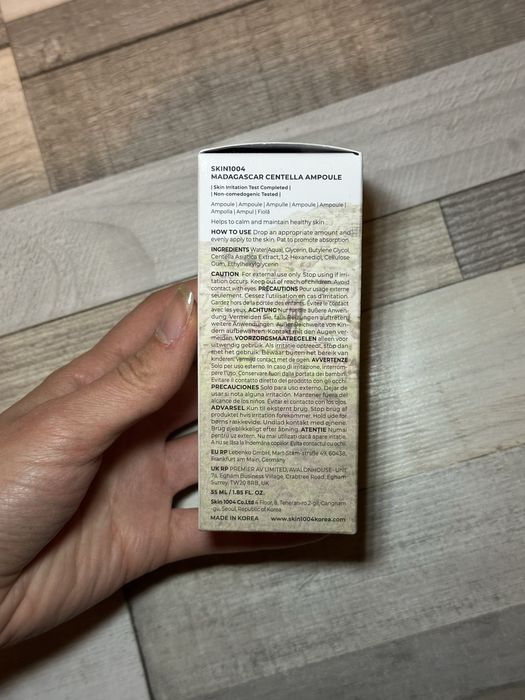 SKIN1004
MADAGASCAR CENTELLA AMPOULE
| Skin Irritation Test Completed |
| Non-comedogenic Tested |
Ampoule | Ampoule | Ampulle | Ampoule | Ampoule |
Ampolla | Ampul | Fiolă
Helps to calm and maintain healthy skin.
HOW TO USE Drop an appropriate amount and
evenly apply to the skin. Pat to promote absorption.
INGREDIENTS Water(Aqua), Glycerin, Butylene Glycol,
Centella Asiatica Extract, 1,2-Hexanediol, Cellulose
Gum, Ethylhexylglycerin
CAUTION For external use only. Stop using if irri-
tation occurs. Keep out of reach of children. Avoid
contact with eyes. PRÉCAUTIONS Pour usage externe
seulement. Cessez l'utilisation en cas d'irritation.
Gardez hors de la portée des enfants. Évitez le contact
avec les yeux. ACHTUNG Nur für die äußere Anwen-
dung. Vermeiden Sie, falls Reizungen auftreten,
weitere Anwendungen. Außer Reichweite von Kin-
dern aufbewahren. Kontakt mit den Augen ver-
meiden. VOORZORGSMAATREGELEN alleen voor
uitwendig gebruik. Als irritatie optreedt, stop dan
met het gebruik. Bewaar buiten het bereik van
kinderen. Vermijd contact met de ogen. AVVERTENZE
Solo per uso esterno. In caso di irritazione, interrom-
pere l'uso. Conservare fuori dalla portata dei bambini.
Evitare il contatto diretto del prodotto con gli occhi.
PRECAUCIONES Solo para uso externo. Dejar de
usar si nota alguna irritación. Mantener fuera del
alcance de los niños. Evitar el contacto con los ojos.
ADVARSEL Kun til eksternt brug. Stop brug af
produktet hvis irritation forekommer. Hold ude for
børns rækkevidde. Undlad kontakt med øjnene.
Brug øjeblikkeligt efter åbning. ATENȚIE Numai
pentru uz extern. Nu mai utilizați dacă apare iritație.
A nu se lăsa la îndemâna copiilor. Evita contactul cu ochii.
EU RP Lebenko GmbH, Mart-Stam-straße 49, 60438,
Frankfurt am Main, Germany
UK RP PREMIER AV LIMITED, AVALONHOUSE-UNIT
7A, Egham Business Village, Crabtree Road, Egham
Surrey, TW20 8RB, UK
55 ML / 1.85 FL. OZ.
Skin 1004 Co.Ltd 4 Floor, 8, Teheran-ro 2-gil, Gangnam
-gu, Seoul, Republic of Korea
MADE IN KOREA www.skin1004korea.com